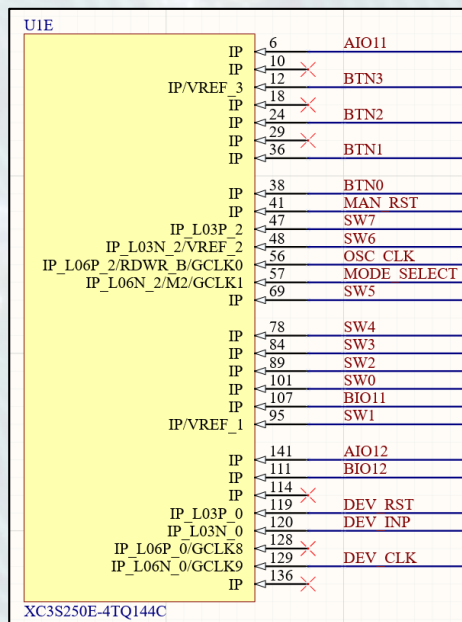 U1E
IP 6 AIO11
IP 10
IP/VREF_3 12 BTN3
IP 18
IP 24 BTN2
IP 29
IP 36 BTN1
IP 38 BTN0
IP 41 MAN_RST
IP_L03P_2 47 SW7
IP_L03N_2/VREF_2 48 SW6
IP_L06P_2/RDWR_B/GCLK0 56 OSC_CLK
IP_L06N_2/M2/GCLK1 57 MODE_SELECT
IP 69 SW5
IP 78 SW4
IP 84 SW3
IP 89 SW2
IP 101 SW0
IP 107 BIO11
IP/VREF_1 95 SW1
IP 141 AIO12
IP 111 BIO12
IP 114
IP_L03P_0 119 DEV_RST
IP_L03N_0 120 DEV_INP
IP_L06P_0/GCLK8 128
IP_L06N_0/GCLK9 129 DEV_CLK
IP 136
XC3S250E-4TQ144C